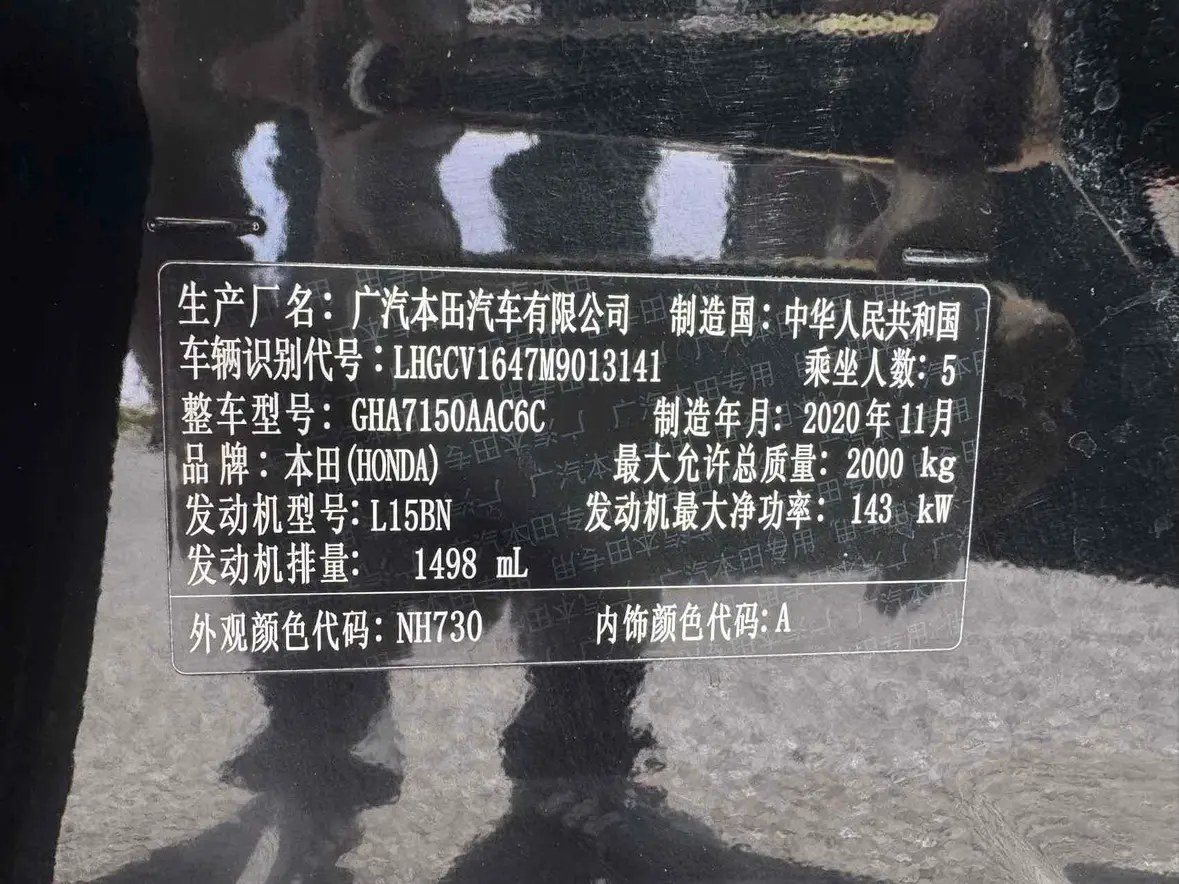 生产厂名：广汽本田汽车有限公司 制造国：中华人民共和国
车辆识别代号：LHGCV1647M9013141 乘坐人数：5
整车型号：GHA7150AAC6C 制造年月：2020年11月
品牌：本田(HONDA) 最大允许总质量：2000 kg
发动机型号：L15BN 发动机最大净功率：143 kW
发动机排量： 1498 mL
外观颜色代码：NH730 内饰颜色代码：A